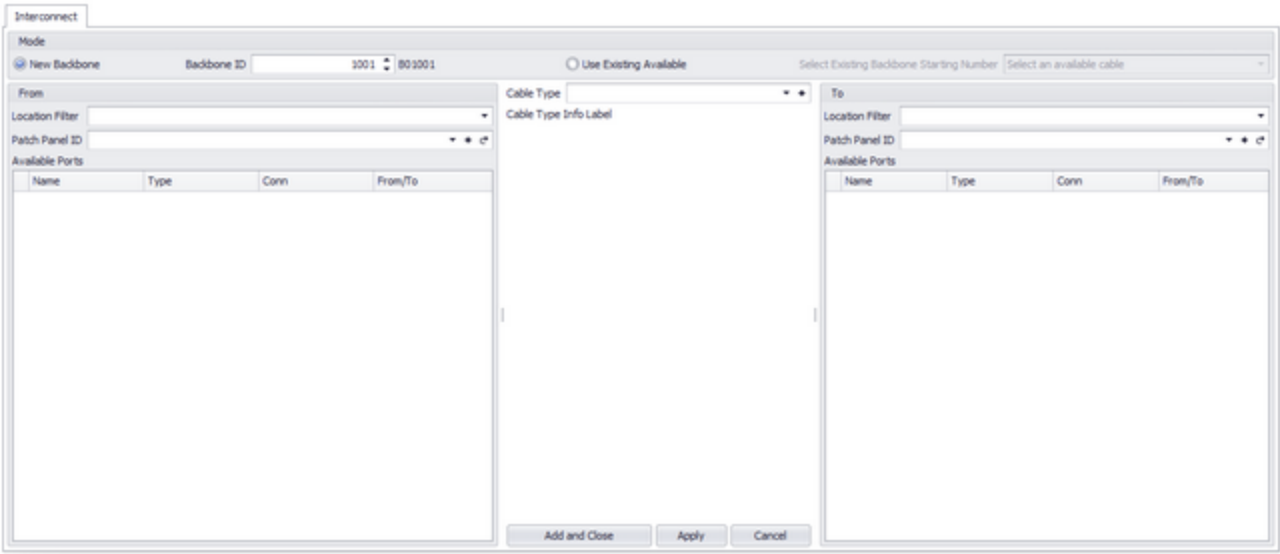 Interconnect
Mode
New Backbone Backbone ID 1001 B01001 Use Existing Available Select Existing Backbone Starting Number Select an available cable
From
Location Filter
Patch Panel ID
Available Ports
Name Type Conn From/To
Cable Type
Cable Type Info Label
Add and Close Apply Cancel
To
Location Filter
Patch Panel ID
Available Ports
Name Type Conn From/To